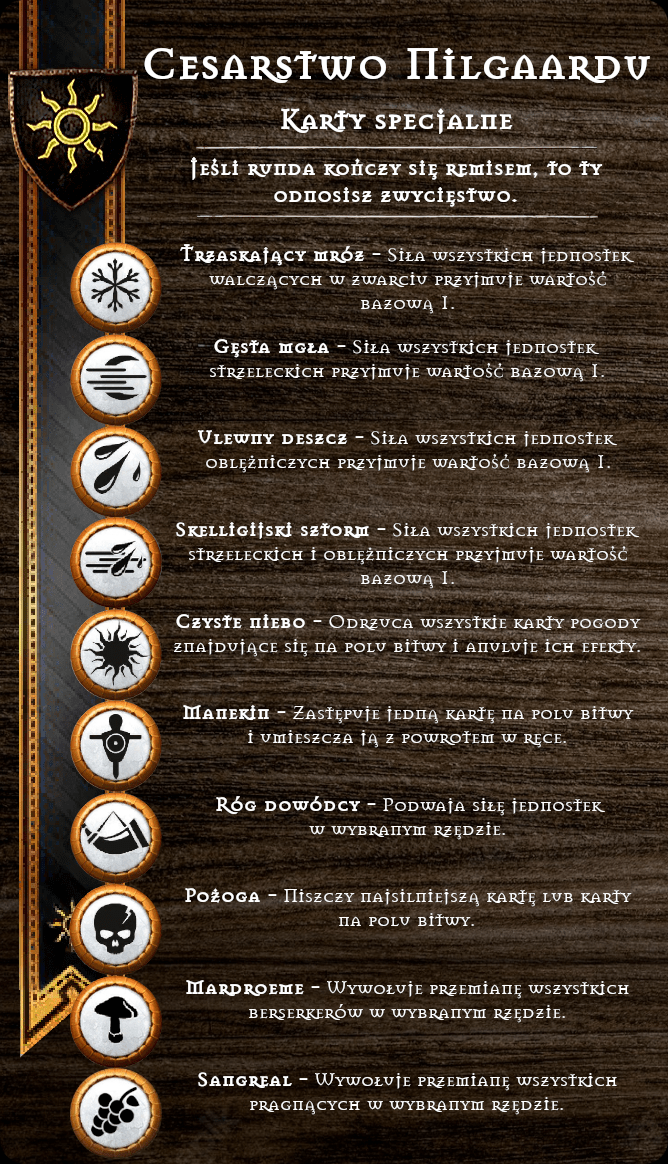 Cesarstwo Nilgaardu
Karty specjalne
Jeśli runda kończy się remisem, to ty
odnosisz zwycięstwo.
Trzaskający mróz – Siła wszystkich jednostek
walczących w zwarciu przyjmuje wartość
bazową 1.
Gęsta mgła – Siła wszystkich jednostek
strzeleckich przyjmuje wartość bazową 1.
Ulewny deszcz – Siła wszystkich jednostek
oblężniczych przyjmuje wartość bazową 1.
Skelligijski sztorm – Siła wszystkich jednostek
strzeleckich i oblężniczych przyjmuje wartość
bazową 1.
Czyste niebo – Odrzuca wszystkie karty pogody
znajdujące się na polu bitwy i anuluje ich efekty.
Manekin – Zastępuje jedną kartę na polu bitwy
i umieszcza ją z powrotem w ręce.
Róg dowódcy – Podwaja siłę jednostek
w wybranym rzędzie.
Pożoga – Niszczy najsilniejszą kartę lub karty
na polu bitwy.
Mardroeme – Wywołuje przemianę wszystkich
berserkerów w wybranym rzędzie.
Sangreal – Wywołuje przemianę wszystkich
pragnących w wybranym rzędzie.